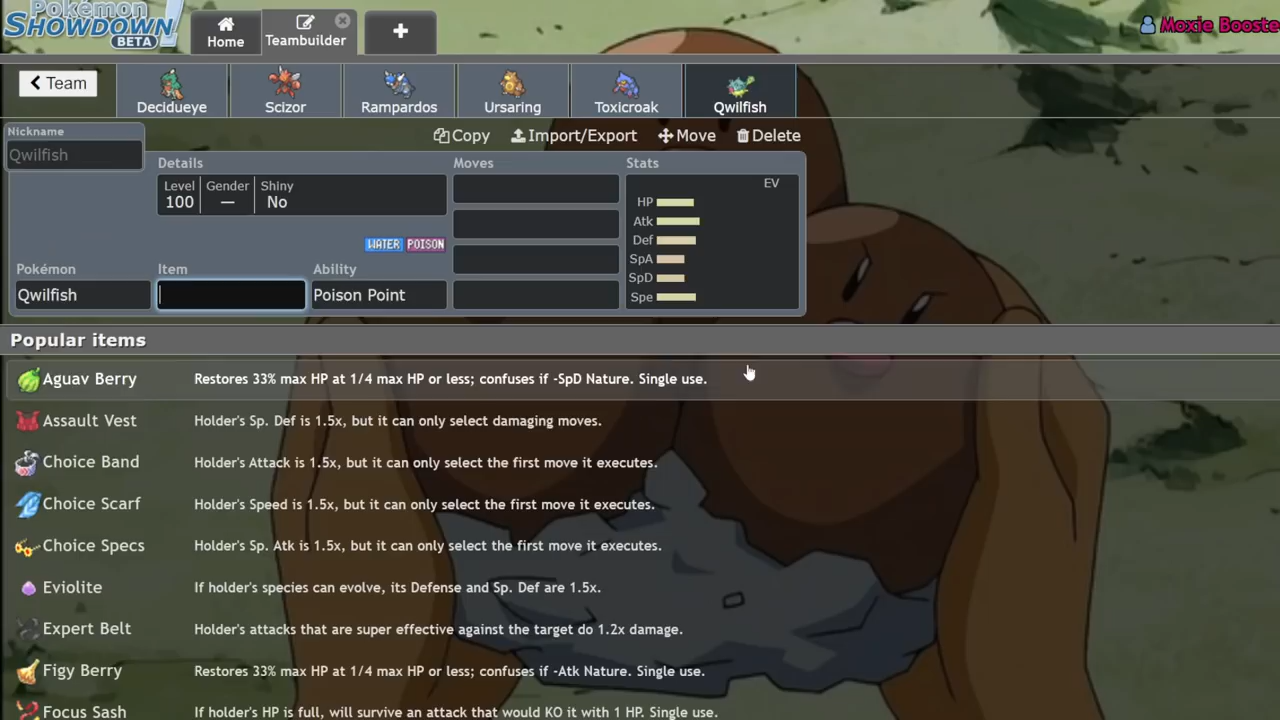 Pokémon
SHOWDOWN!
BETA
Home
Teambuilder
Moxie Booste
Team
Decidueye
Scizor
Rampardos
Ursaring
Toxicroak
Qwilfish
Nickname
Qwilfish
Copy
Import/Export
Move
Delete
Details
Moves
Stats
Level
Gender
Shiny
100
—
No
EV
HP
Atk
Def
SpA
SpD
Spe
WATER POISON
Pokémon
Item
Ability
Qwilfish
Poison Point
Popular items
Aguav Berry Restores 33% max HP at 1/4 max HP or less; confuses if -SpD Nature. Single use.
Assault Vest Holder's Sp. Def is 1.5x, but it can only select damaging moves.
Choice Band Holder's Attack is 1.5x, but it can only select the first move it executes.
Choice Scarf Holder's Speed is 1.5x, but it can only select the first move it executes.
Choice Specs Holder's Sp. Atk is 1.5x, but it can only select the first move it executes.
Eviolite If holder's species can evolve, its Defense and Sp. Def are 1.5x.
Expert Belt Holder's attacks that are super effective against the target do 1.2x damage.
Figy Berry Restores 33% max HP at 1/4 max HP or less; confuses if -Atk Nature. Single use.
Focus Sash If holder's HP is full, will survive an attack that would KO it with 1 HP. Single use.